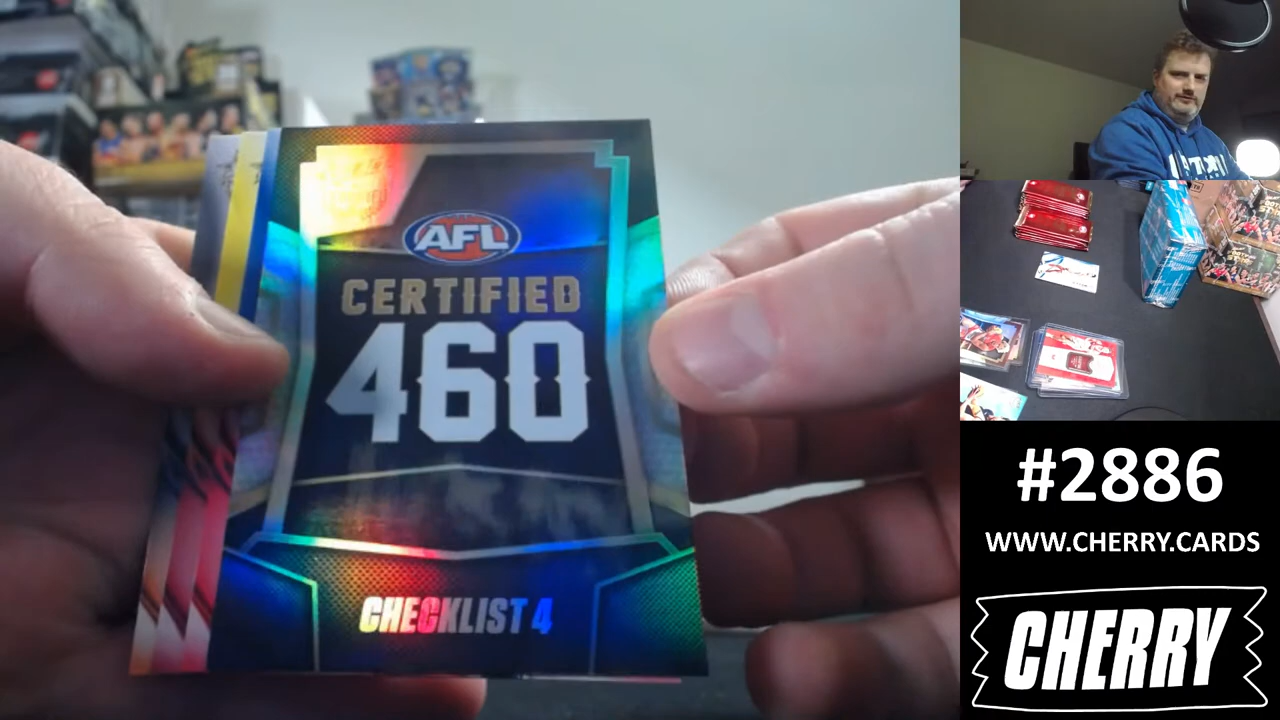 AFL
CERTIFIED
460
CHECKLIST 4
#2886
WWW.CHERRY.CARDS
CHERRY